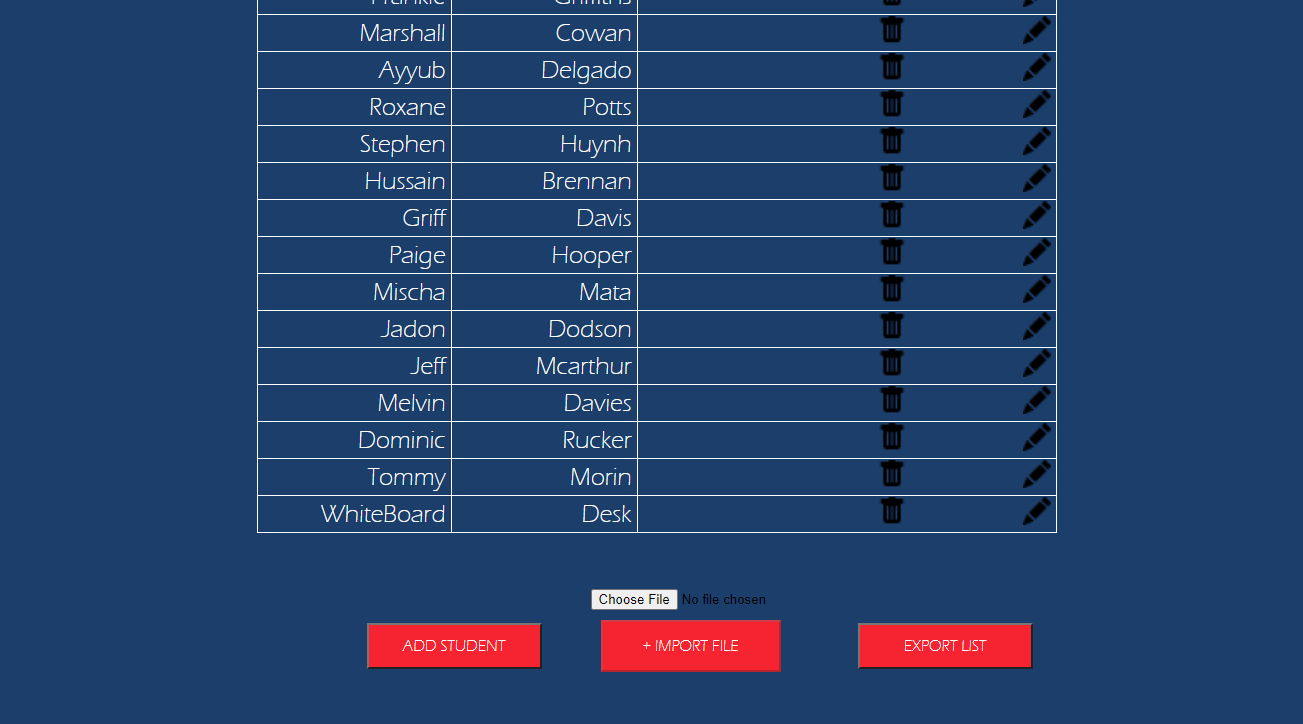 Frankie Griffiths
Marshall Cowan
Ayyub Delgado
Roxane Potts
Stephen Huynh
Hussain Brennan
Griff Davis
Paige Hooper
Mischa Mata
Jadon Dodson
Jeff Mcarthur
Melvin Davies
Dominic Rucker
Tommy Morin
WhiteBoard Desk
Choose File No file chosen
ADD STUDENT + IMPORT FILE EXPORT LIST